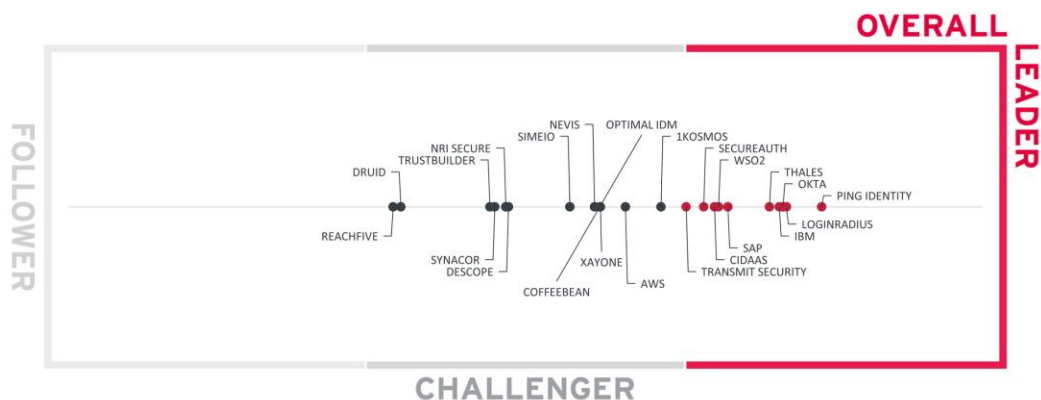 OVERALL
LEADER
FOLLOWER
CHALLENGER
NEVIS
OPTIMAL IDM
SIMEIO
1KOSMOS
NRI SECURE
SECUREAUTH
TRUSTBUILDER
WSO2
DRUID
THALES
OKTA
PING IDENTITY
REACHFIVE
LOGINRADIUS
IBM
SYNACOR
XAYONE
SAP
DESCOPE
CIDAAS
TRANSMIT SECURITY
COFFEEBEAN
AWS